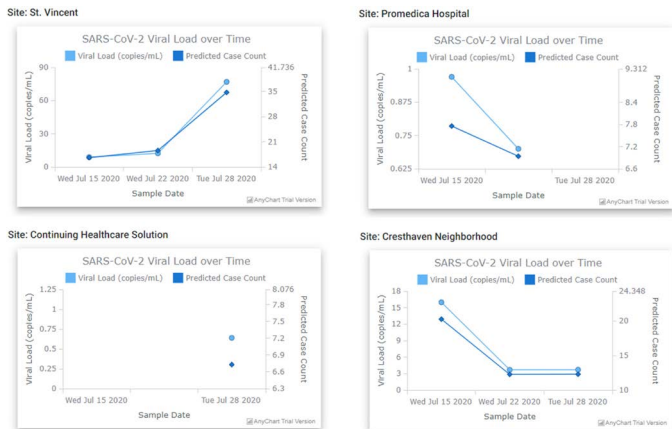 Site: St. Vincent
SARS-CoV-2 Viral Load over Time
Viral Load (copies/mL) Predicted Case Count
Viral Load (copies/mL)
90
60
30
0
41.736
35
28
21
14
Predicted Case Count
Wed Jul 15 2020 Wed Jul 22 2020 Tue Jul 28 2020
Sample Date
AnyChart Trial Version
Site: Promedica Hospital
SARS-CoV-2 Viral Load over Time
Viral Load (copies/mL) Predicted Case Count
Viral Load (copies/mL)
1
0.875
0.75
0.625
9.312
8.4
7.8
7.2
6.6
Predicted Case Count
Wed Jul 15 2020 Tue Jul 28 2020
Sample Date
AnyChart Trial Version
Site: Continuing Healthcare Solution
SARS-CoV-2 Viral Load over Time
Viral Load (copies/mL) Predicted Case Count
Viral Load (copies/mL)
1.25
1
0.75
0.5
0.25
0
8.076
7.8
7.5
7.2
6.9
6.6
6.3
Predicted Case Count
Wed Jul 15 2020 Tue Jul 28 2020
Sample Date
AnyChart Trial Version
Site: Cresthaven Neighborhood
SARS-CoV-2 Viral Load over Time
Viral Load (copies/mL) Predicted Case Count
Viral Load (copies/mL)
18
15
12
9
6
3
0
24.348
20
15
10
Predicted Case Count
Wed Jul 15 2020 Wed Jul 22 2020 Tue Jul 28 2020
Sample Date
AnyChart Trial Version